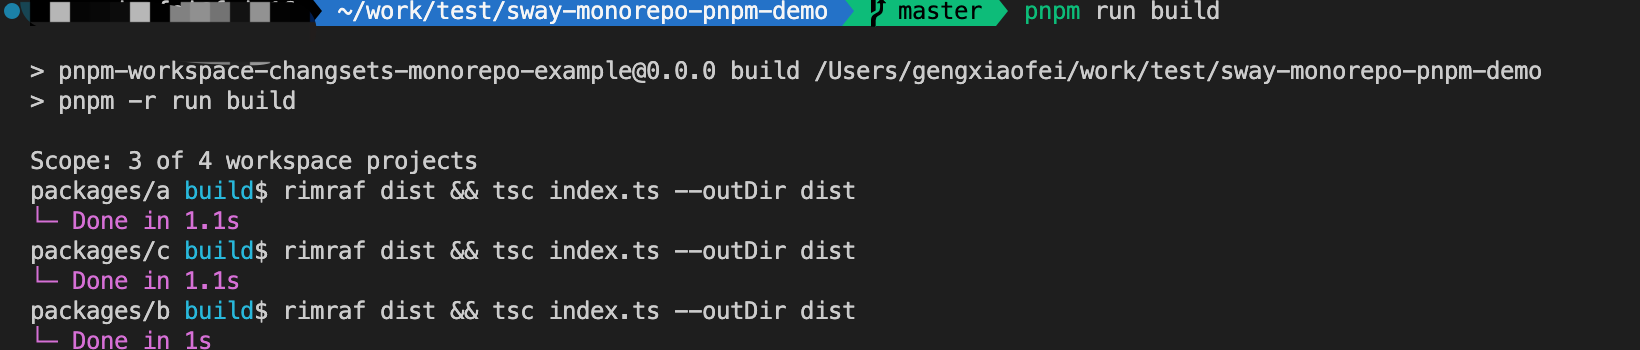 ~/work/test/sway-monorepo-pnpm-demo master pnpm run build
> pnpm-workspace-changsets-monorepo-example@0.0.0 build /Users/gengxiaofei/work/test/sway-monorepo-pnpm-demo
> pnpm -r run build
Scope: 3 of 4 workspace projects
packages/a build$ rimraf dist && tsc index.ts --outDir dist
└─ Done in 1.1s
packages/c build$ rimraf dist && tsc index.ts --outDir dist
└─ Done in 1.1s
packages/b build$ rimraf dist && tsc index.ts --outDir dist
└─ Done in 1s